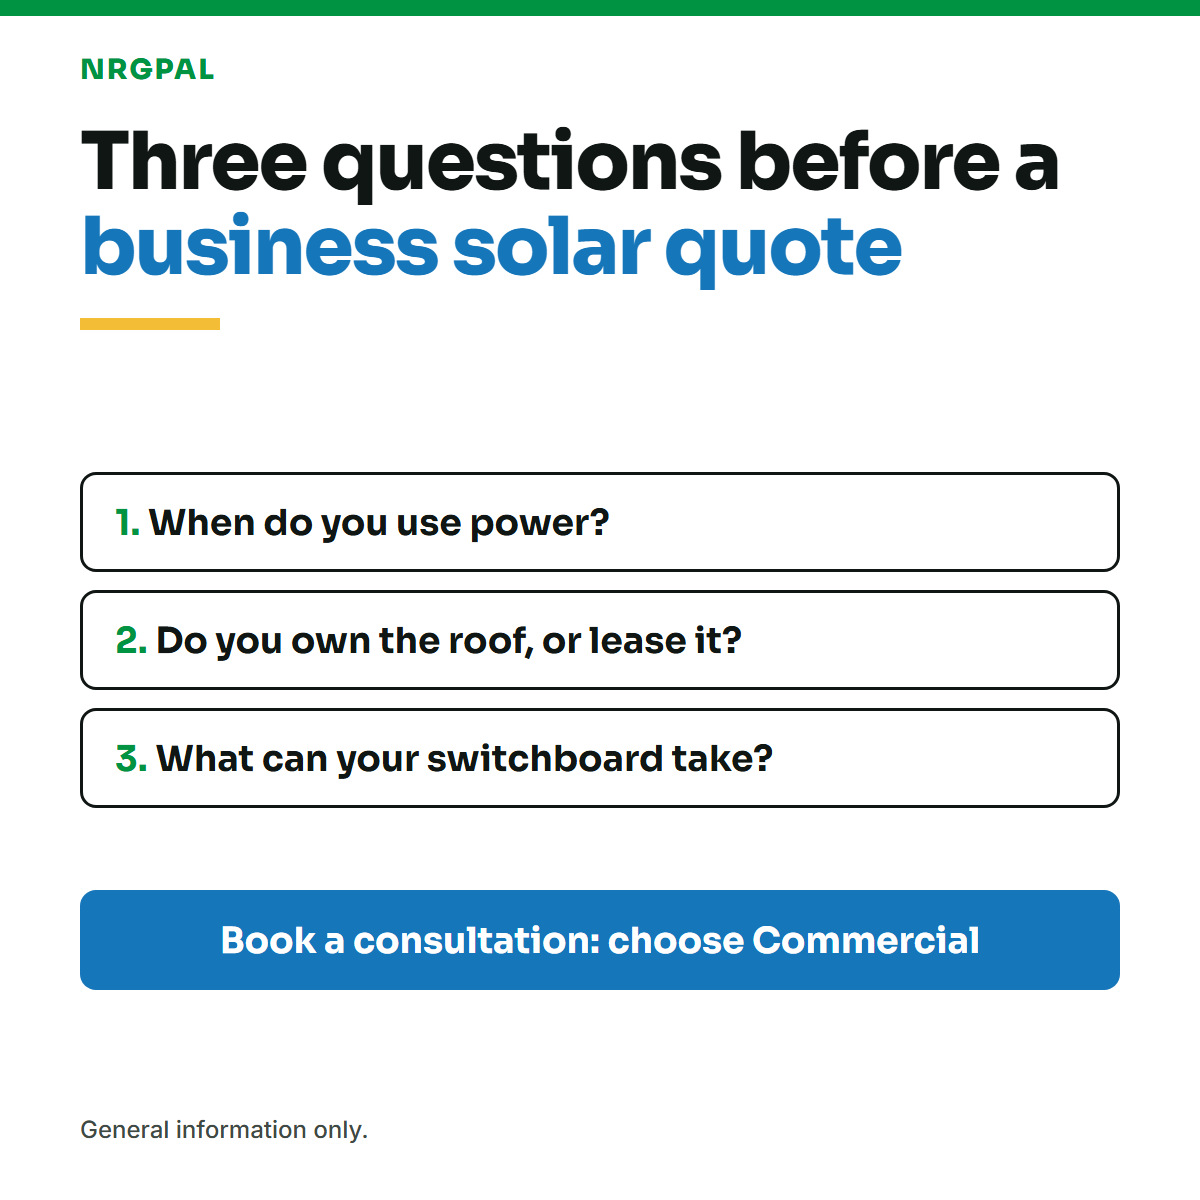 NRGPAL
Three questions before a
business solar quote
1. When do you use power?
2. Do you own the roof, or lease it?
3. What can your switchboard take?
Book a consultation: choose Commercial
General information only.